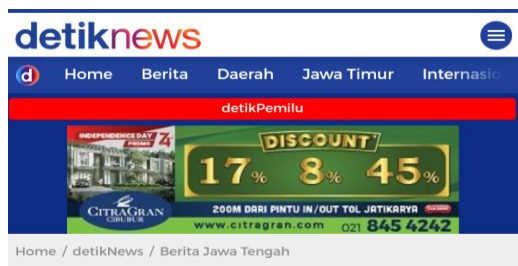 detiknews
d Home Berita Daerah Jawa Timur Internasio
detikPemilu
INDEPENDENCE DAY
PROMO
DISCOUNT
17% 8% 45%
CITRAGRAN
CIBUBUR
200M DARI PINTU IN/OUT TOL JATIKARYA
www.citragran.com 021 845 4242
Home / detikNews / Berita Jawa Tengah